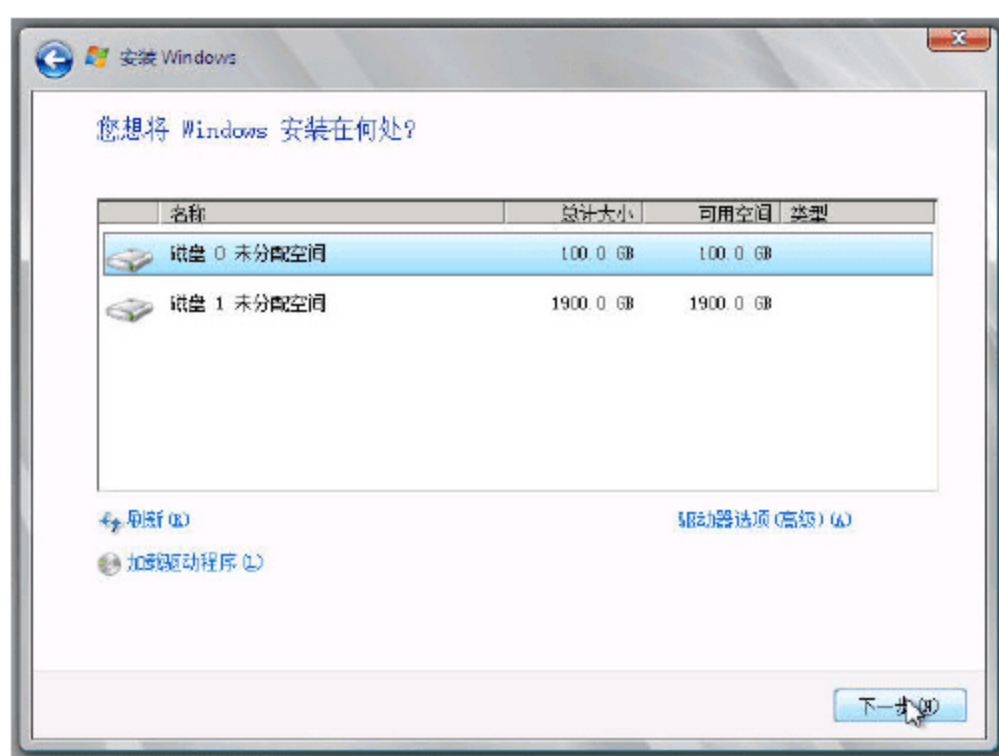 安装 Windows
您想将 Windows 安装在何处?
名称 总计大小 可用空间 类型
磁盘 0 未分配空间 100.0 GB 100.0 GB
磁盘 1 未分配空间 1900.0 GB 1900.0 GB
刷新(R) 驱动器选项(高级)(A)
加载驱动程序(L)
下一步(N)